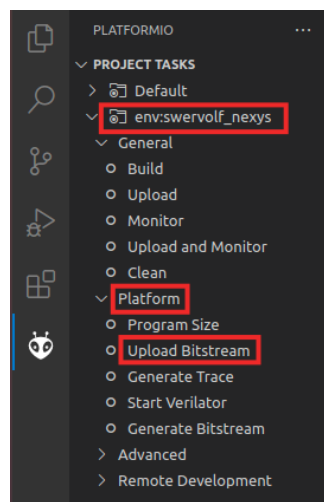 PLATFORMIO
PROJECT TASKS
Default
env:swervolf_nexys
General
Build
Upload
Monitor
Upload and Monitor
Clean
Platform
Program Size
Upload Bitstream
Generate Trace
Start Verilator
Generate Bitstream
Advanced
Remote Development